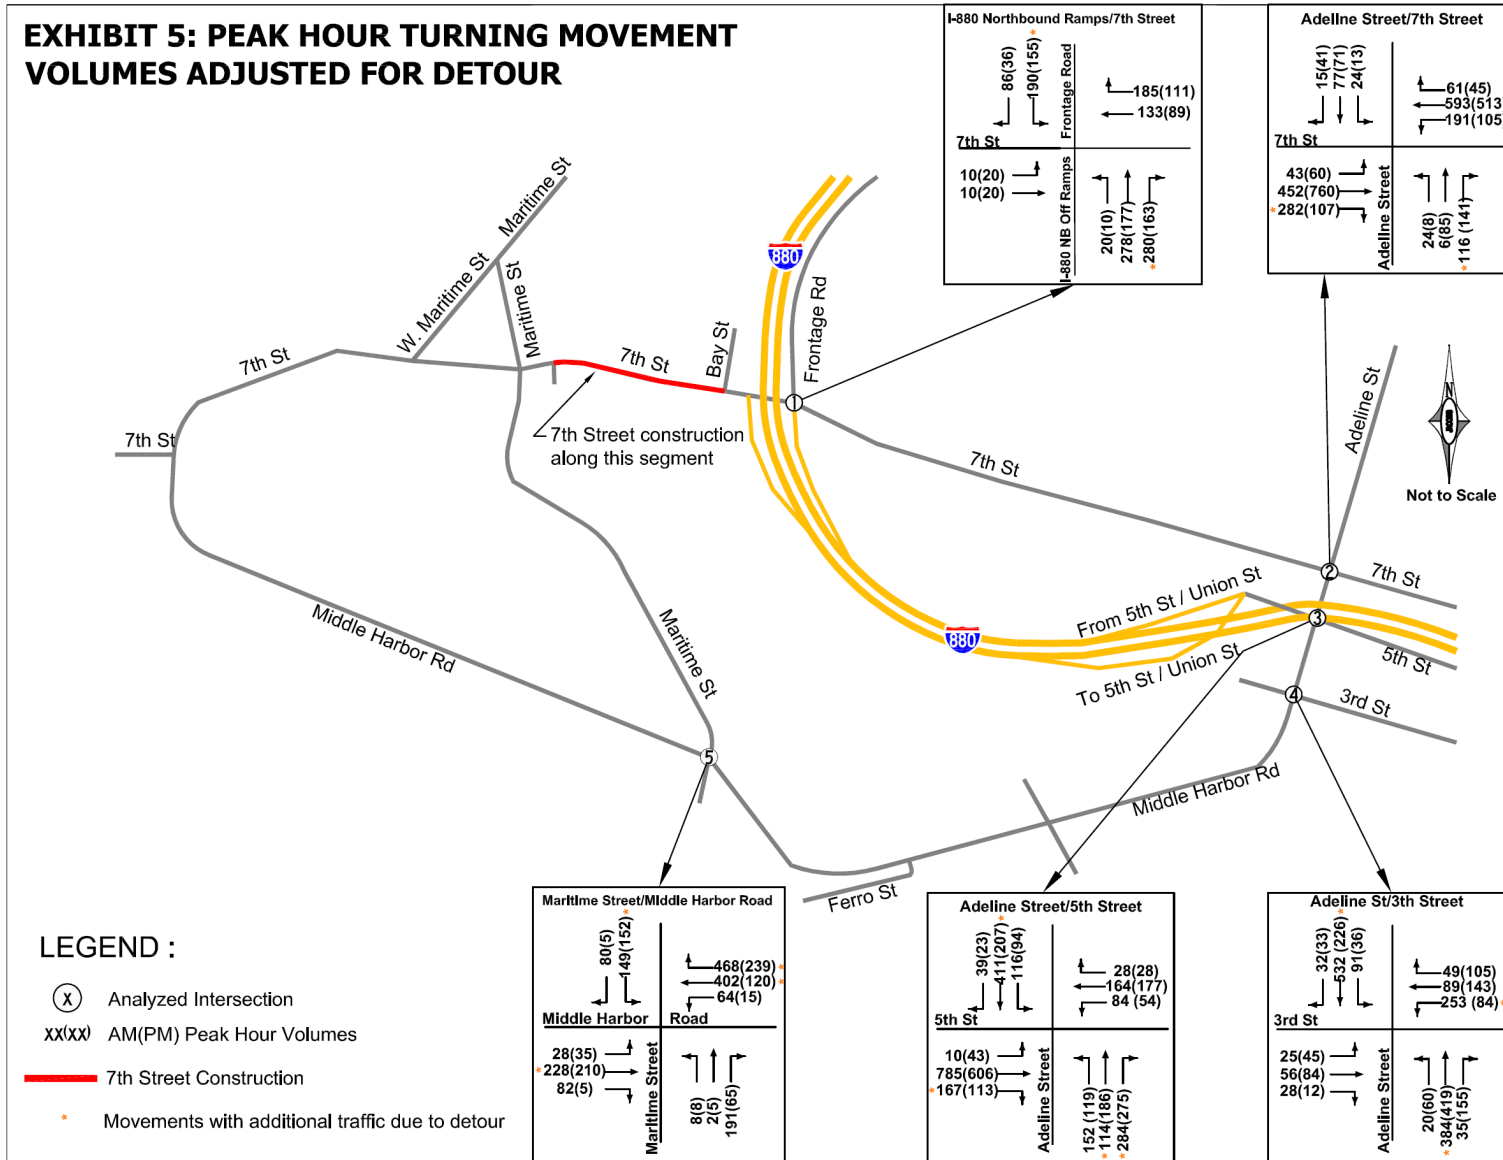 EXHIBIT 5: PEAK HOUR TURNING MOVEMENT
VOLUMES ADJUSTED FOR DETOUR
I-880 Northbound Ramps/7th Street
86(36)
190(155)*
Frontage Road
185(111)
133(89)
7th St
10(20)
10(20)
I-880 NB Off Ramps
20(10)
278(177)
*280(163)
Adeline Street/7th Street
15(41)
77(71)
24(13)
61(45)
593(513)
191(105)
7th St
43(60)
452(760)
*282(107)
Adeline Street
24(8)
6(85)
*116 (141)
Maritime St
W. Maritime St
Maritime St
7th St
7th St
7th St
Bay St
880
Frontage Rd
1
7th Street construction
along this segment
7th St
Adeline St
N
Not to Scale
2
7th St
From 5th St / Union St
3
880
5th St
To 5th St / Union St
4
3rd St
Middle Harbor Rd
Maritime St
5
Middle Harbor Rd
Ferro St
LEGEND :
X Analyzed Intersection
XX(XX) AM(PM) Peak Hour Volumes
7th Street Construction
* Movements with additional traffic due to detour
Maritime Street/Middle Harbor Road
80(5)
149(152)*
468(239)*
402(120)*
64(15)
Middle Harbor Road
28(35)
*228(210)
82(5)
Maritime Street
8(8)
2(5)
191(65)
Adeline Street/5th Street
39(23)
411(207)*
116(94)
28(28)
164(177)
84 (54)
5th St
10(43)
785(606)
*167(113)
Adeline Street
152 (119)
*114(186)
*284(275)
Adeline St/3th Street
32(33)
532 (226)*
91(36)
49(105)
89(143)
253 (84)*
3rd St
25(45)
56(84)
28(12)
Adeline Street
20(60)
*384(419)
35(155)